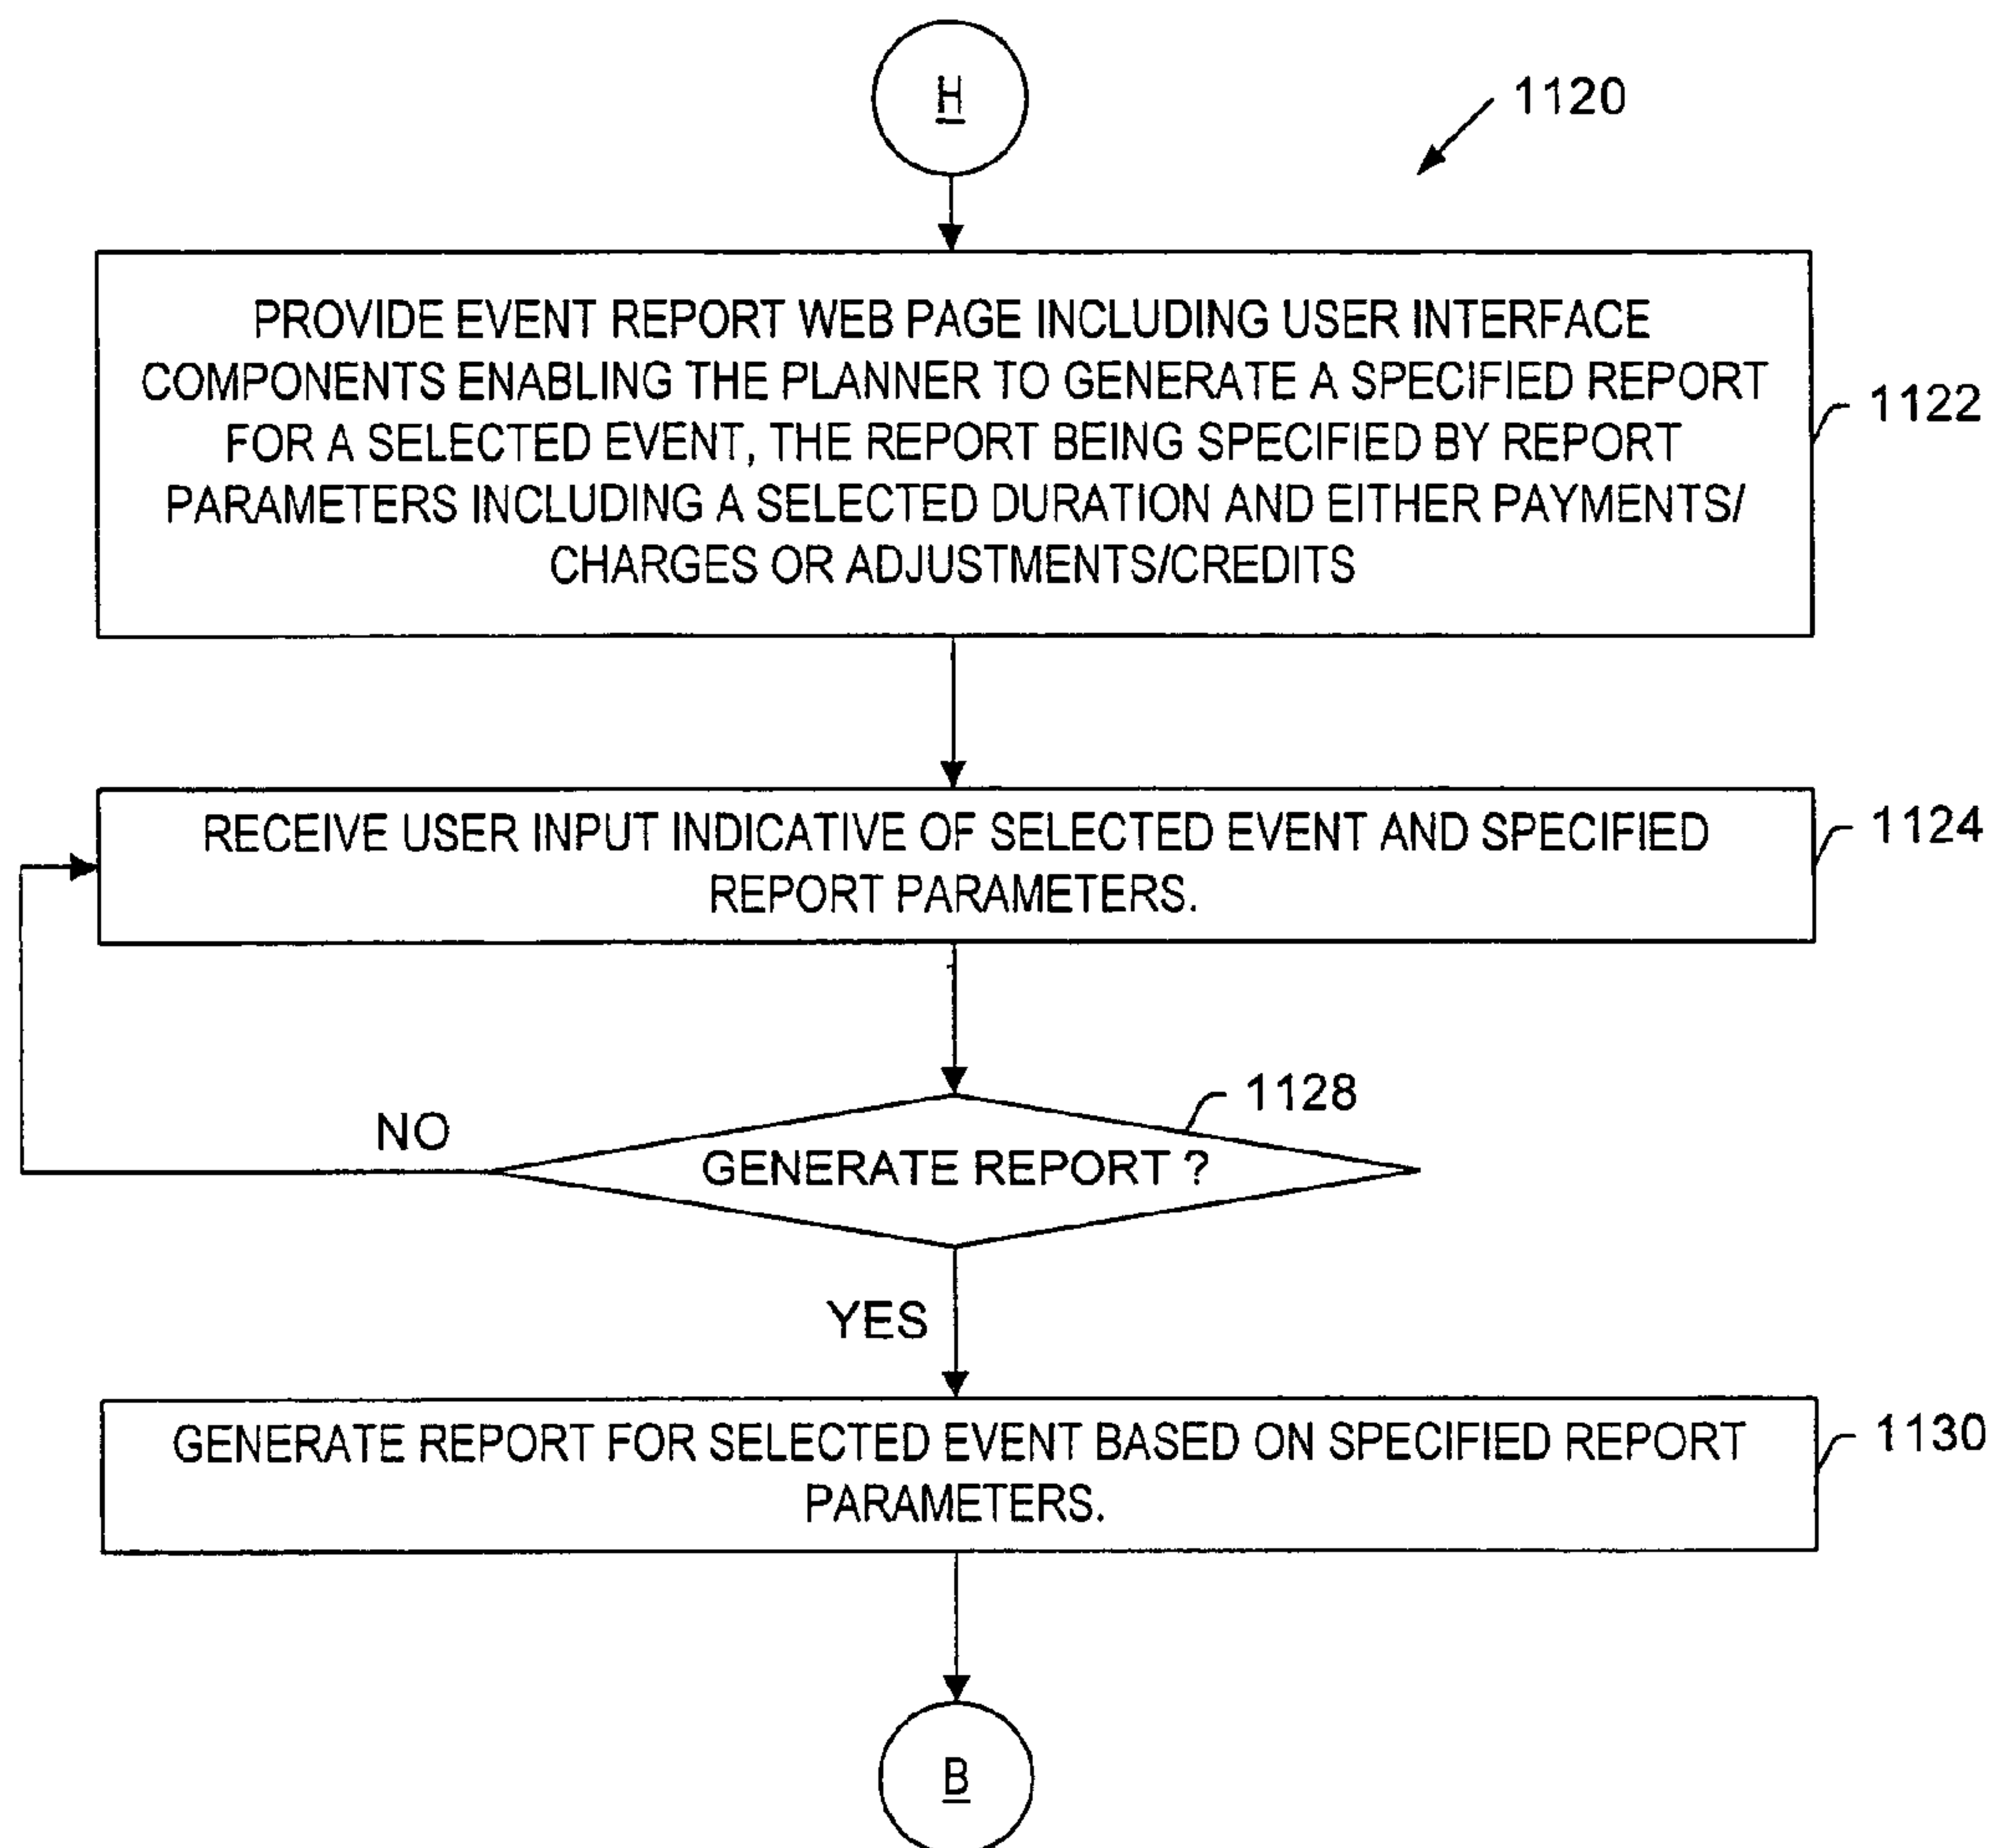 H
1120
PROVIDE EVENT REPORT WEB PAGE INCLUDING USER INTERFACE
COMPONENTS ENABLING THE PLANNER TO GENERATE A SPECIFIED REPORT
FOR A SELECTED EVENT, THE REPORT BEING SPECIFIED BY REPORT
PARAMETERS INCLUDING A SELECTED DURATION AND EITHER PAYMENTS/
CHARGES OR ADJUSTMENTS/CREDITS
1122
RECEIVE USER INPUT INDICATIVE OF SELECTED EVENT AND SPECIFIED
REPORT PARAMETERS.
1124
1128
NO
GENERATE REPORT ?
YES
GENERATE REPORT FOR SELECTED EVENT BASED ON SPECIFIED REPORT
PARAMETERS.
1130
B